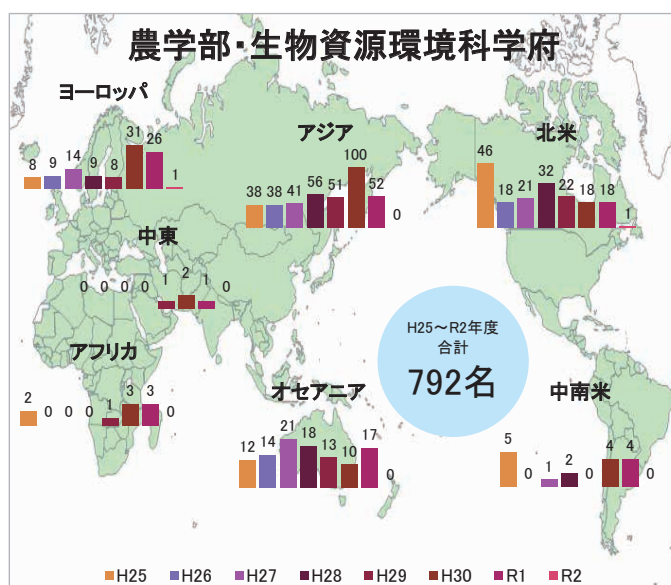 農学部・生物資源環境科学府
ヨーロッパ
8 9 14 9 8 31 26 1
アジア
38 38 41 56 51 100 52 0
北米
46 18 21 32 22 18 18 1
中東
0 0 0 0 1 2 1 0
H25～R2年度
合計
792名
アフリカ
2 0 0 0 1 3 3 0
オセアニア
12 14 21 18 13 10 17 0
中南米
5 0 1 2 0 4 4 0
H25 H26 H27 H28 H29 H30 R1 R2